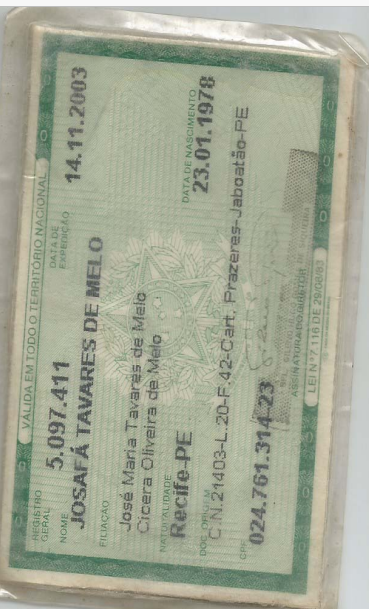 VÁLIDA EM TODO O TERRITÓRIO NACIONAL
REGISTRO GERAL 5.097.411 DATA DE EXPEDIÇÃO 14.11.2003
NOME JOSAFÁ TAVARES DE MELO
FILIAÇÃO
José Maria Tavares de Melo
Cicera Oliveira de Melo
NATURALIDADE Recife-PE DATA DE NASCIMENTO 23.01.1978
DOC ORIGEM C.N.21403-L.20-F.42-Cart. Prazeres-Jaboatão-PE
CPF 024.761.314-23
ASSINATURA DO DIRETOR
LEI Nº 7.116 DE 29/08/83